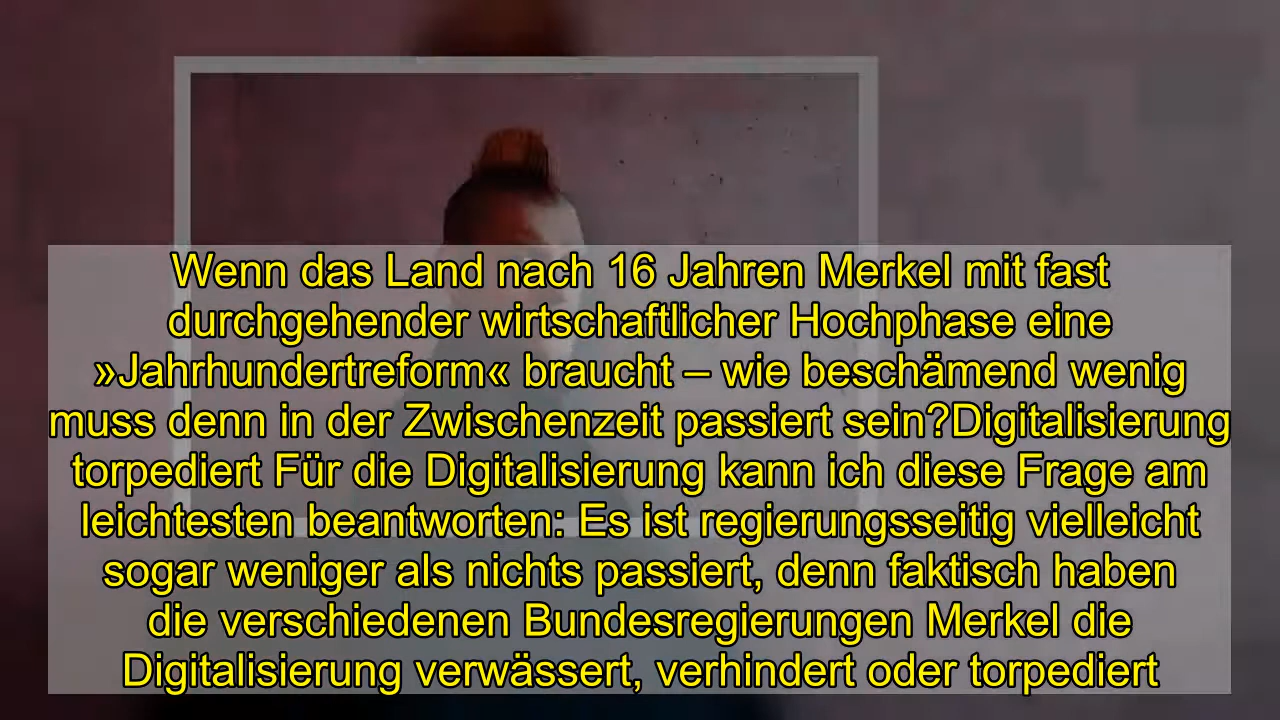 Wenn das Land nach 16 Jahren Merkel mit fast
durchgehender wirtschaftlicher Hochphase eine
»Jahrhundertreform« braucht – wie beschämend wenig
muss denn in der Zwischenzeit passiert sein?Digitalisierung
torpediert Für die Digitalisierung kann ich diese Frage am
leichtesten beantworten: Es ist regierungsseitig vielleicht
sogar weniger als nichts passiert, denn faktisch haben
die verschiedenen Bundesregierungen Merkel die
Digitalisierung verwässert, verhindert oder torpediert